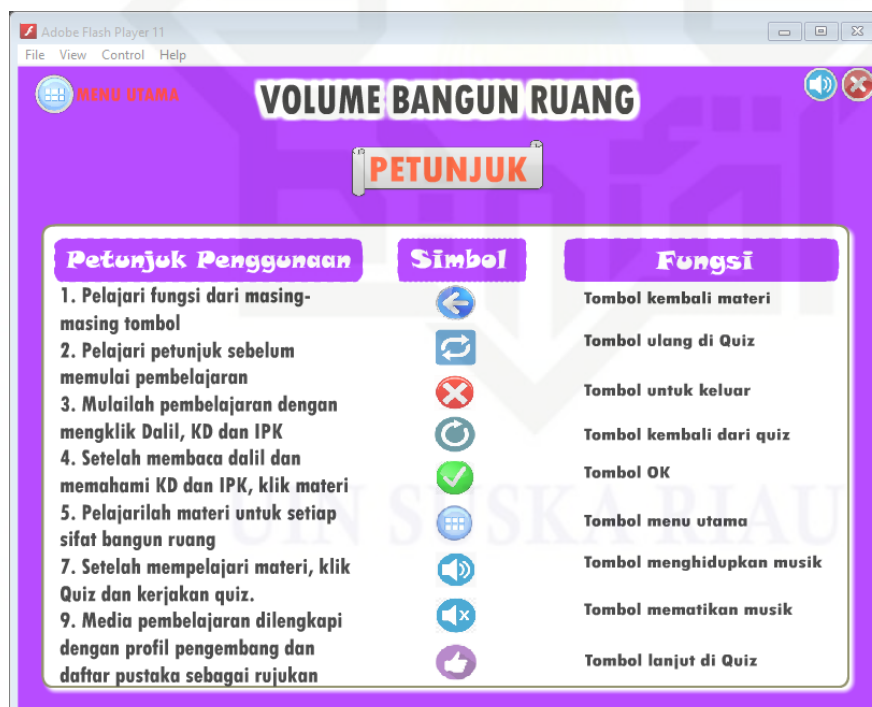 Adobe Flash Player 11
File View Control Help
MENU UTAMA
VOLUME BANGUN RUANG
PETUNJUK
Petunjuk Penggunaan
1. Pelajari fungsi dari masing-
masing tombol
2. Pelajari petunjuk sebelum
memulai pembelajaran
3. Mulailah pembelajaran dengan
mengklik Dalil, KD dan IPK
4. Setelah membaca dalil dan
memahami KD dan IPK, klik materi
5. Pelajarilah materi untuk setiap
sifat bangun ruang
7. Setelah mempelajari materi, klik
Quiz dan kerjakan quiz.
9. Media pembelajaran dilengkapi
dengan profil pengembang dan
daftar pustaka sebagai rujukan
Simbol
Fungsi
Tombol kembali materi
Tombol ulang di Quiz
Tombol untuk keluar
Tombol kembali dari quiz
Tombol OK
Tombol menu utama
Tombol menghidupkan musik
Tombol mematikan musik
Tombol lanjut di Quiz
UIN SUSKA RIAU